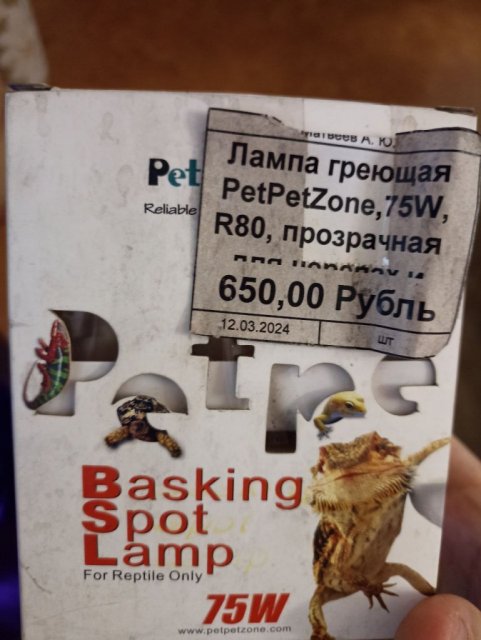 Матвеев А. Ю.
Лампа греющая
PetPetZone,75W,
R80, прозрачная
650,00 Рубль
12.03.2024
шт
Pet
Reliable
Petpe
Basking
Spot
Lamp
For Reptile Only
75W
www.petpetzone.com